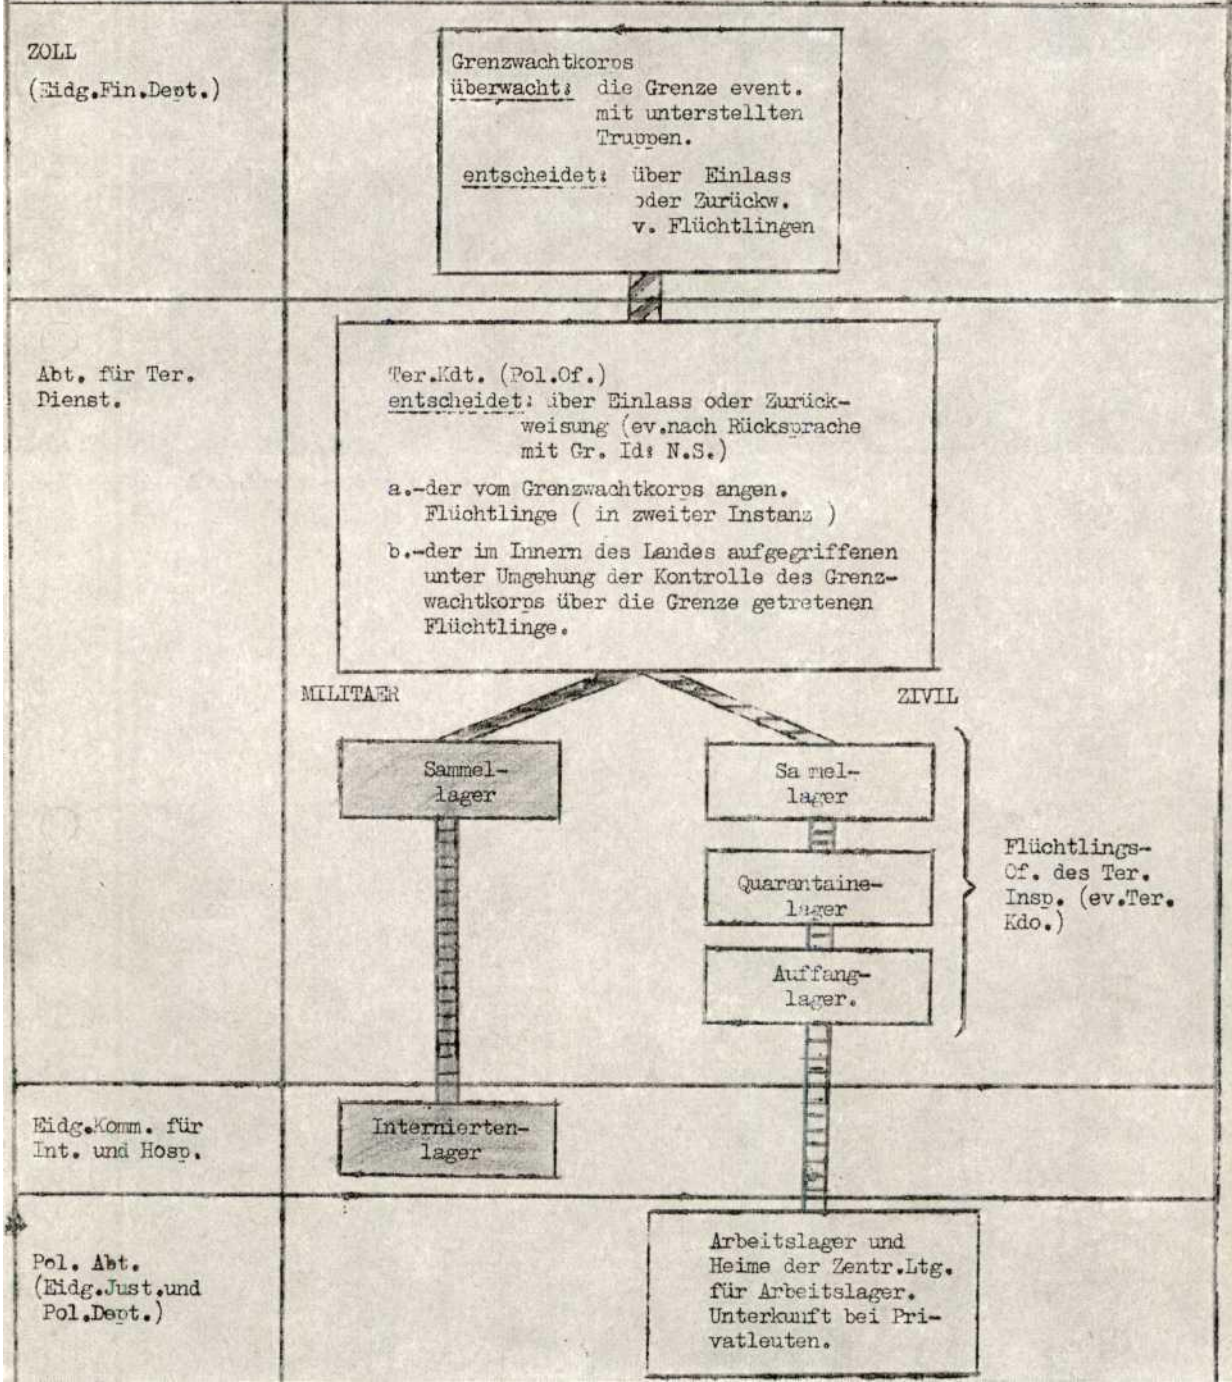 ZOLL
(Eidg.Fin.Dept.)
Grenzwachtkorps
überwacht: die Grenze event.
mit unterstellten
Truppen.
entscheidet: über Einlass
oder Zurückw.
v. Flüchtlingen
Abt. für Ter.
Dienst.
Ter.Kdt. (Pol.Of.)
entscheidet: über Einlass oder Zurück-
weisung (ev.nach Rücksprache
mit Gr. Id: N.S.)
a.-der vom Grenzwachtkorps angen.
Flüchtlinge ( in zweiter Instanz )
b.-der im Innern des Landes aufgegriffenen
unter Umgehung der Kontrolle des Grenz-
wachtkorps über die Grenze getretenen
Flüchtlinge.
MILITAER
ZIVIL
Sammel-
lager
Sammel-
lager
Quarantaine-
lager
Auffang-
lager.
Flüchtlings-
Of. des Ter.
Insp. (ev.Ter.
Kdo.)
Eidg.Komm. für
Int. und Hosp.
Internierten-
lager
Pol. Abt.
(Eidg.Just.und
Pol.Dept.)
Arbeitslager und
Heime der Zentr.Ltg.
für Arbeitslager.
Unterkunft bei Pri-
vatleuten.